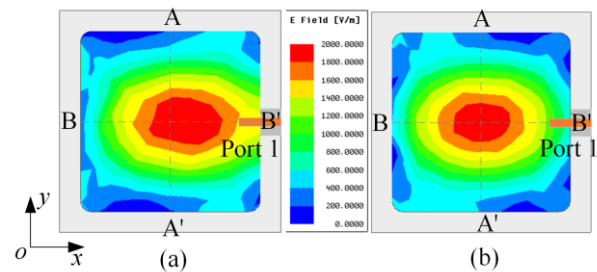 A
B
B'
Port 1
A'
y
o
x
(a)
E Field [V/m]
2000.0000
1800.0000
1600.0000
1400.0000
1200.0000
1000.0000
800.0000
600.0000
400.0000
200.0000
0.0000
A
B
B'
Port 1
A'
(b)